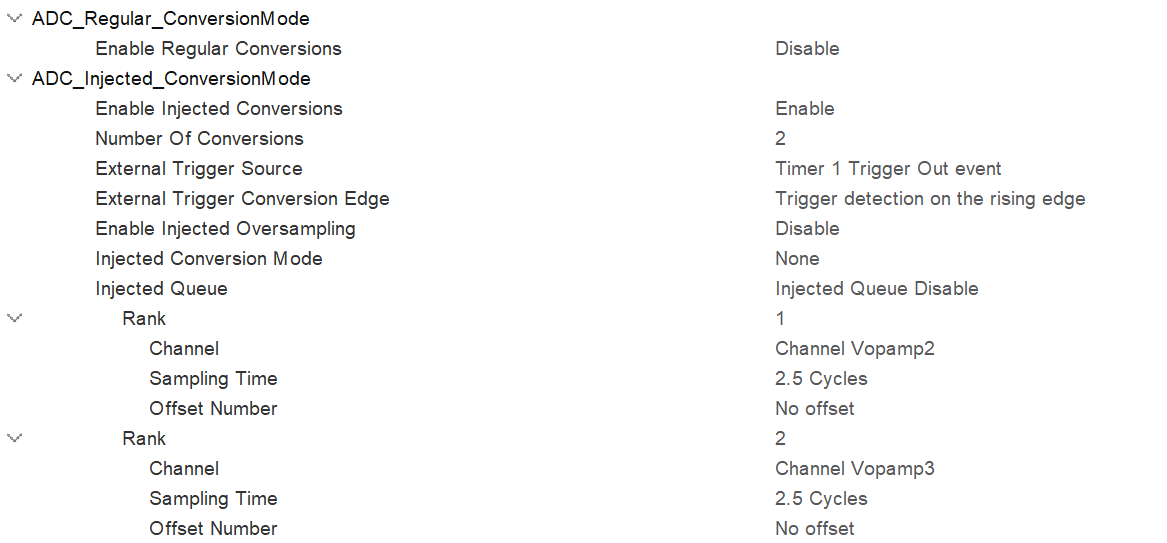 ADC_Regular_ConversionMode
Enable Regular Conversions Disable
ADC_Injected_ConversionMode
Enable Injected Conversions Enable
Number Of Conversions 2
External Trigger Source Timer 1 Trigger Out event
External Trigger Conversion Edge Trigger detection on the rising edge
Enable Injected Oversampling Disable
Injected Conversion Mode None
Injected Queue Injected Queue Disable
Rank 1
Channel Channel Vopamp2
Sampling Time 2.5 Cycles
Offset Number No offset
Rank 2
Channel Channel Vopamp3
Sampling Time 2.5 Cycles
Offset Number No offset